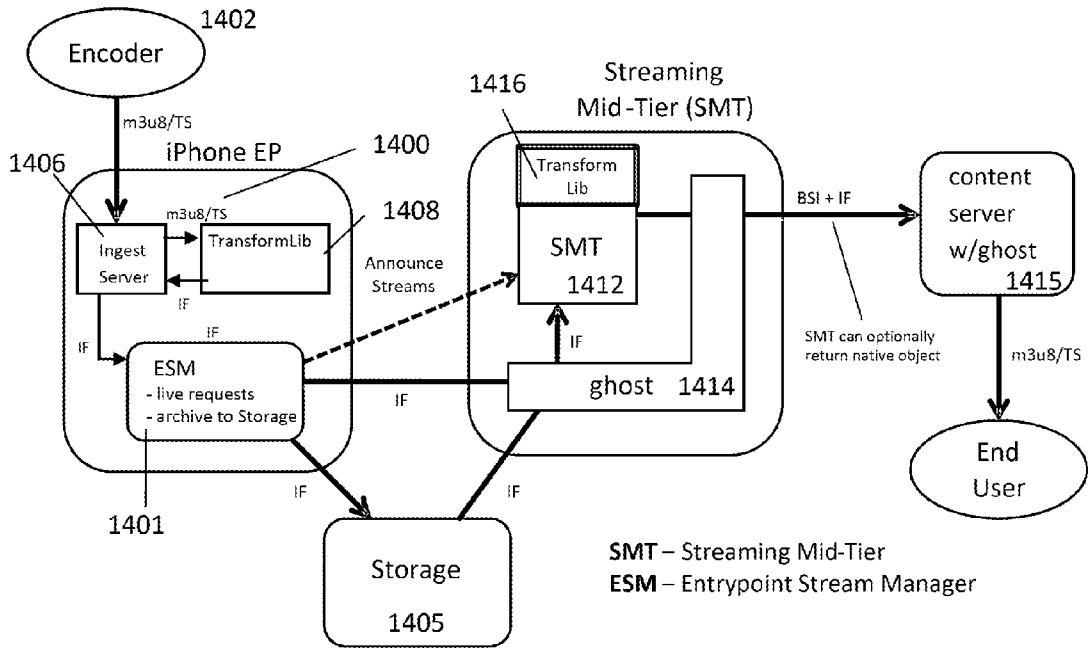 1402
Encoder
m3u8/TS
iPhone EP
1406
1400
1408
m3u8/TS
Ingest
Server
TransformLib
IF
IF
IF
ESM
- live requests
- archive to Storage
1401
Announce
Streams
IF
IF
Storage
1405
IF
Streaming
Mid-Tier (SMT)
1416
Transform
Lib
SMT
1412
IF
ghost
1414
BSI + IF
SMT can optionally
return native object
content
server
w/ghost
1415
m3u8/TS
End
User
SMT – Streaming Mid-Tier
ESM – Entrypoint Stream Manager